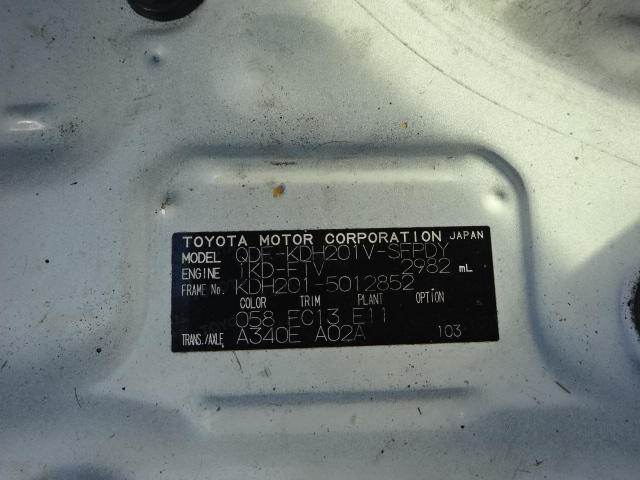 TOYOTA MOTOR CORPORATION JAPAN
MODEL QDF-KDH201V-SFPDY
ENGINE 1KD-FTV 2982 mL
FRAME No. KDH201-5012852
COLOR TRIM PLANT OPTION
058 FC13 E11
TRANS./AXLE A340E A02A 103